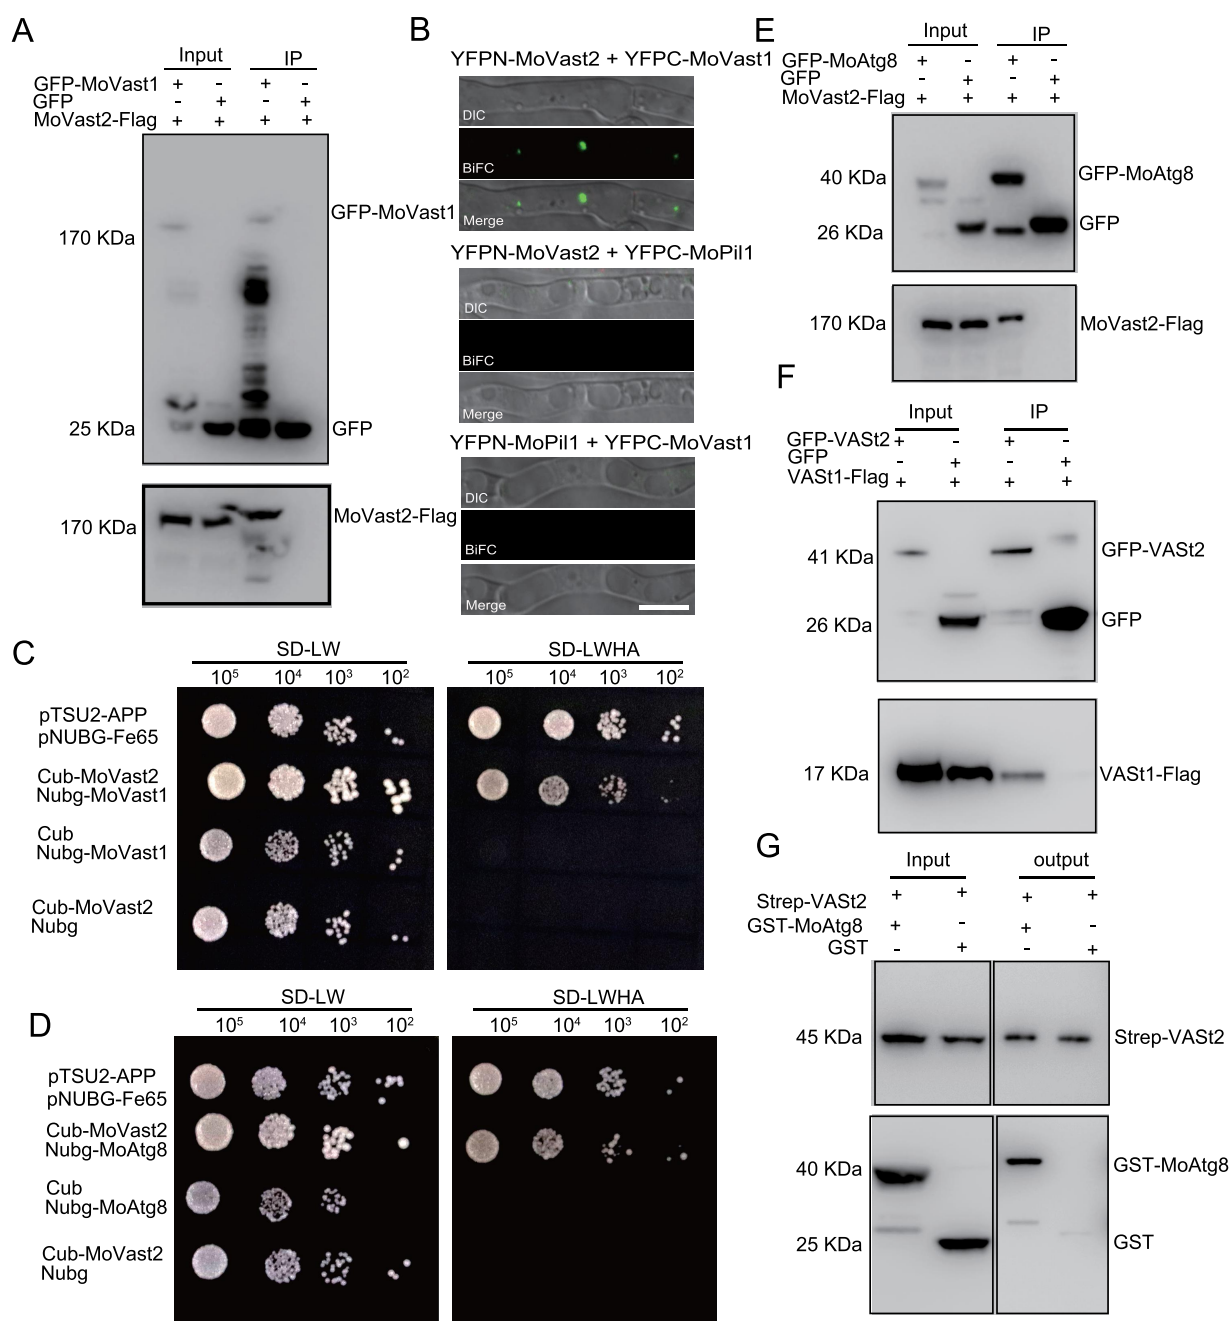 A
Input IP
GFP-MoVast1 + - + -
GFP - + - +
MoVast2-Flag + + + +
GFP-MoVast1
170 KDa
25 KDa GFP
170 KDa MoVast2-Flag
B
YFPN-MoVast2 + YFPC-MoVast1
DIC
BiFC
Merge
YFPN-MoVast2 + YFPC-MoPil1
DIC
BiFC
Merge
YFPN-MoPil1 + YFPC-MoVast1
DIC
BiFC
Merge
C
SD-LW SD-LWHA
10⁵ 10⁴ 10³ 10² 10⁵ 10⁴ 10³ 10²
pTSU2-APP
pNUBG-Fe65
Cub-MoVast2
Nubg-MoVast1
Cub
Nubg-MoVast1
Cub-MoVast2
Nubg
D
SD-LW SD-LWHA
10⁵ 10⁴ 10³ 10² 10⁵ 10⁴ 10³ 10²
pTSU2-APP
pNUBG-Fe65
Cub-MoVast2
Nubg-MoAtg8
Cub
Nubg-MoAtg8
Cub-MoVast2
Nubg
E
Input IP
GFP-MoAtg8 + - + -
GFP - + - +
MoVast2-Flag + + + +
40 KDa GFP-MoAtg8
26 KDa GFP
170 KDa MoVast2-Flag
F
Input IP
GFP-VASt2 + - + -
GFP - + - +
VASt1-Flag + + + +
41 KDa GFP-VASt2
26 KDa GFP
17 KDa VASt1-Flag
G
Input output
Strep-VASt2 + + + +
GST-MoAtg8 + - + -
GST - + - +
45 KDa Strep-VASt2
40 KDa GST-MoAtg8
25 KDa GST